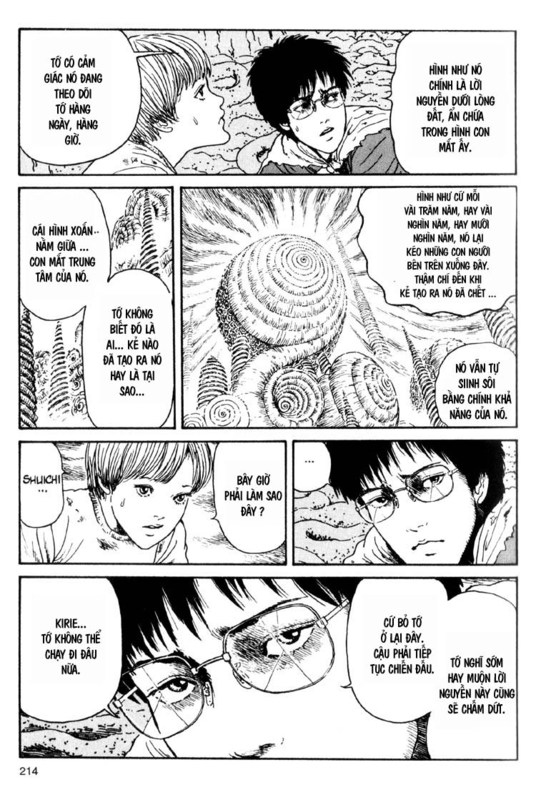 HÌNH NHƯ NÓ
CHÍNH LÀ LỜI
NGUYỀN DƯỚI LÒNG
ĐẤT, ẨN CHỨA
TRONG HÌNH CON
MẮT ẤY.
TỚ CÓ CẢM
GIÁC NÓ ĐANG
THEO DÕI
TỚ HÀNG
NGÀY, HÀNG
GIỜ.
HÌNH NHƯ CỨ MỖI
VÀI TRĂM NĂM, HAY VÀI
NGHÌN NĂM, HAY MƯỜI
NGHÌN NĂM, NÓ LẠI
KÉO NHỮNG CON NGƯỜI
BÊN TRÊN XUỐNG ĐÂY.
THẬM CHÍ ĐẾN KHI
KẺ TẠO RA NÓ ĐÃ CHẾT ...
NÓ VẪN TỰ
SIINH SÔI
BẰNG CHÍNH KHẢ
NĂNG CỦA NÓ.
CÁI HÌNH XOẮN
NẰM GIỮA ...
CON MẮT TRUNG
TÂM CỦA NÓ.
TỚ KHÔNG
BIẾT ĐÓ LÀ
AI... KẺ NÀO
ĐÃ TẠO RA NÓ
HAY LÀ TẠI
SAO...
...
BÂY GIỜ
PHẢI LÀM SAO
ĐÂY ?
SHUICHI
...
TỚ NGHĨ SỚM
HAY MUỘN LỜI
NGUYỀN NÀY CŨNG
SẼ CHẤM DỨT.
CỨ BỎ TỚ
Ở LẠI ĐÂY.
CẬU PHẢI TIẾP
TỤC CHIẾN ĐẤU.
KIRIE...
TỚ KHÔNG THỂ
CHẠY ĐI ĐÂU
NỮA.
214